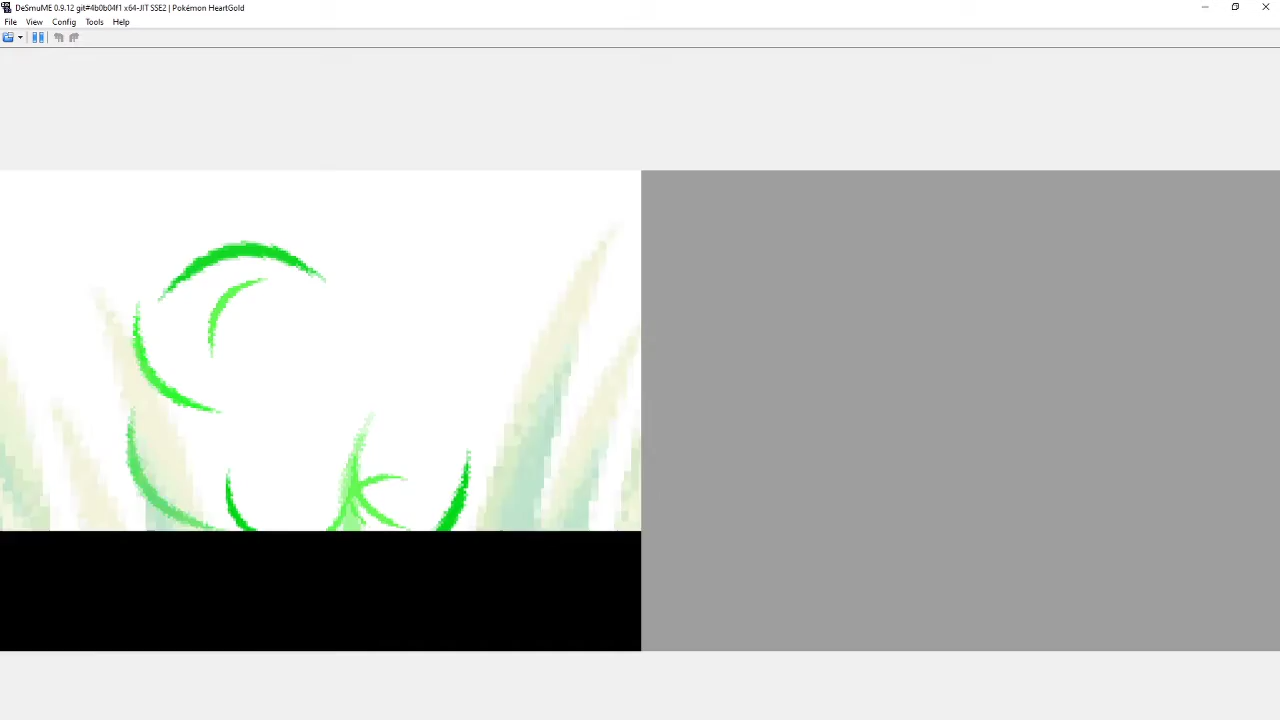 DeSmuME 0.9.12 git#4b0b04f1 x64-JIT SSE2 | Pokémon HeartGold
File View Config Tools Help